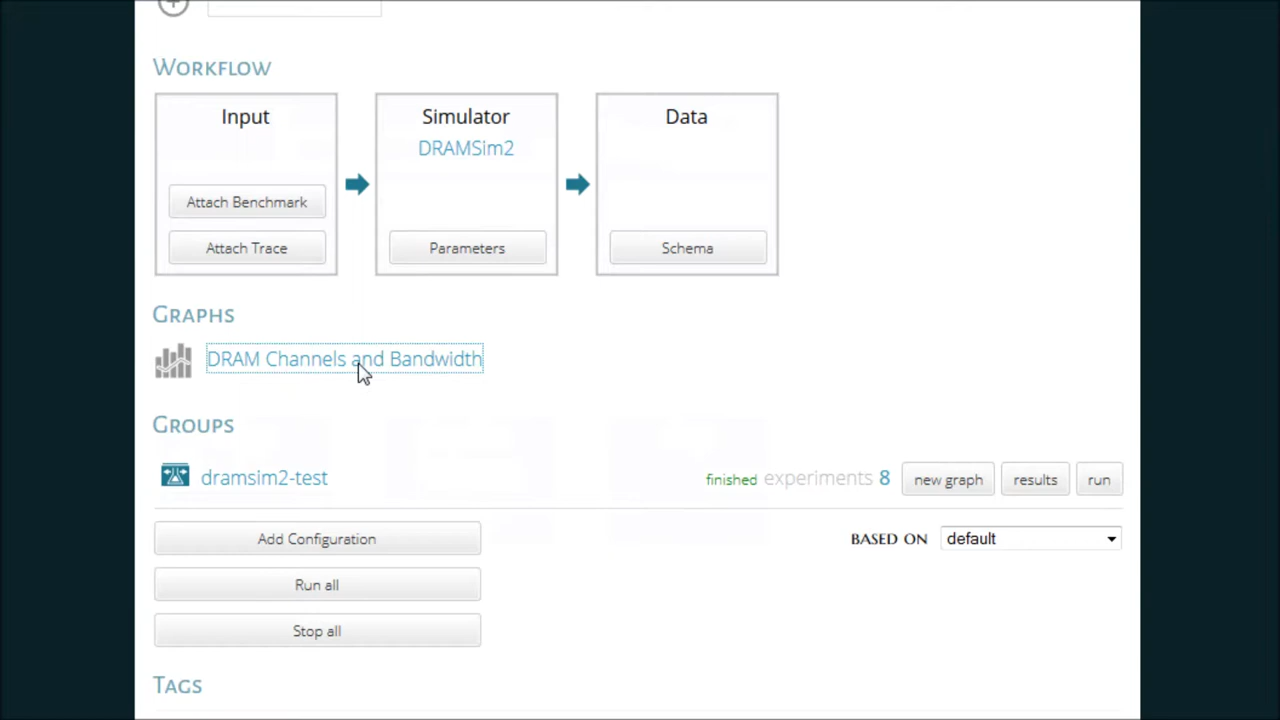 Workflow
Input
Simulator
Data
DRAMSim2
Attach Benchmark
Attach Trace
Parameters
Schema
Graphs
DRAM Channels and Bandwidth
Groups
dramsim2-test
finished experiments 8 new graph results run
Add Configuration
BASED ON default
Run all
Stop all
Tags